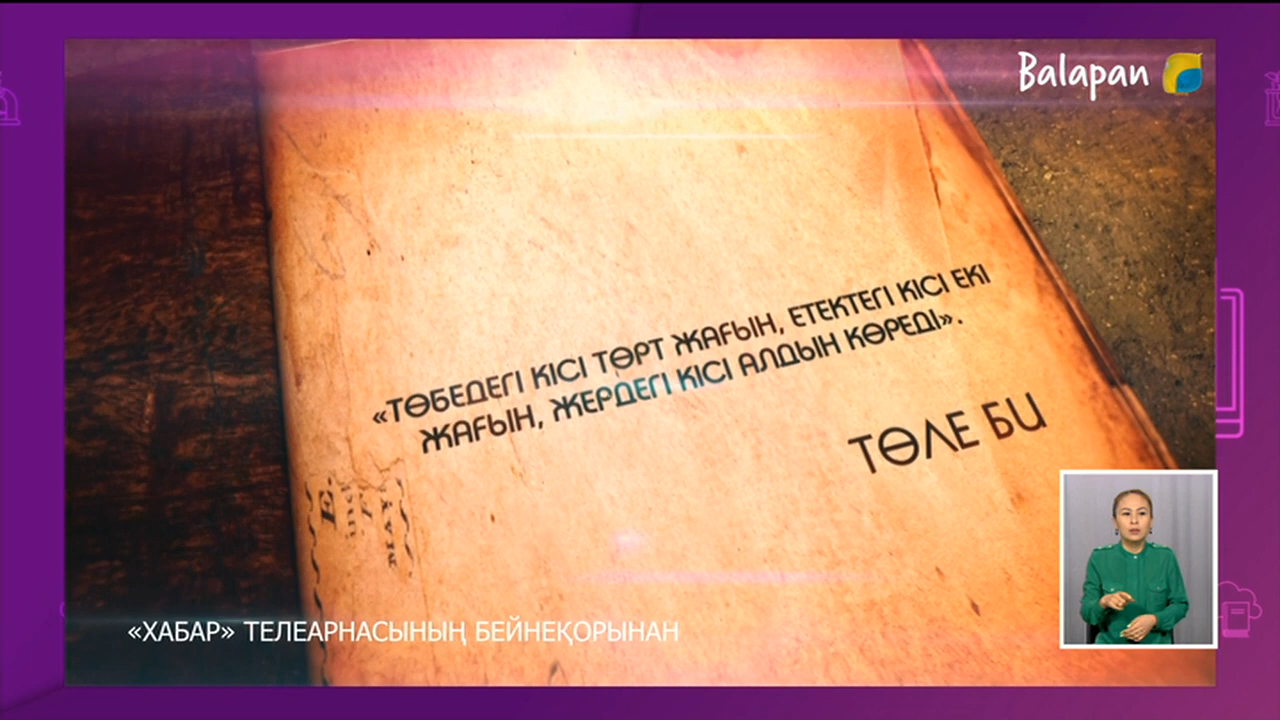 Balapan
«ТӨБЕДЕГІ КІСІ ТӨРТ ЖАҒЫН, ЕТЕКТЕГІ КІСІ ЕКІ
ЖАҒЫН, ЖЕРДЕГІ КІСІ АЛДЫН КӨРЕДІ».
ТӨЛЕ БИ
«ХАБАР» ТЕЛЕАРНАСЫНЫҢ БЕЙНЕҚОРЫНАН